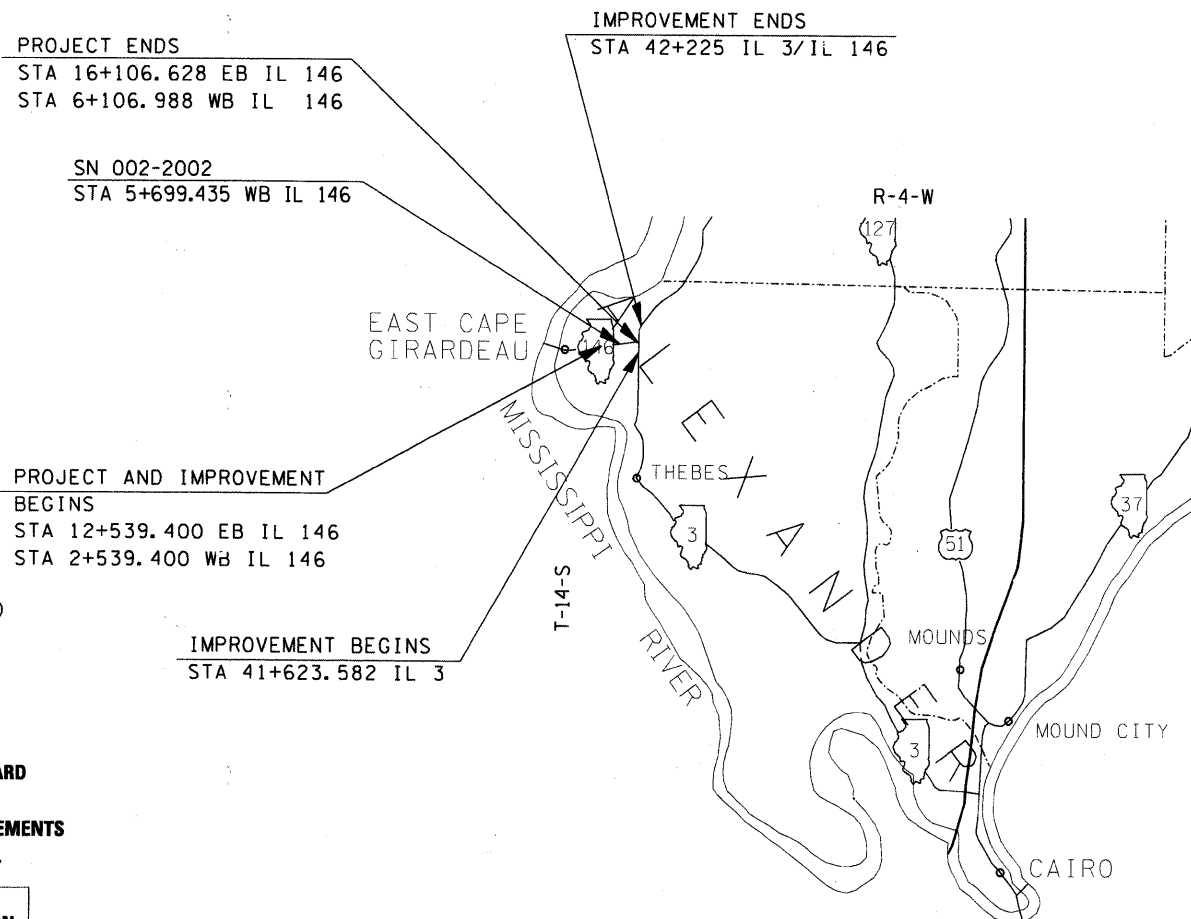 IMPROVEMENT ENDS
STA 42+225 IL 3/IL 146
PROJECT ENDS
STA 16+106.628 EB IL 146
STA 6+106.988 WB IL 146
SN 002-2002
STA 5+699.435 WB IL 146
R-4-W
127
EAST CAPE
GIRARDEAU
146
ALEXANDER
MISSISSIPPI
RIVER
THEBES
3
37
51
PROJECT AND IMPROVEMENT
BEGINS
STA 12+539.400 EB IL 146
STA 2+539.400 WB IL 146
T-14-S
IMPROVEMENT BEGINS
STA 41+623.582 IL 3
MOUNDS
3
MOUND CITY
CAIRO